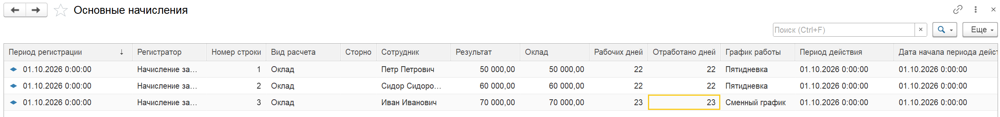 Основные начисления
Поиск (Ctrl+F) × Еще
Период регистрации ↓ Регистратор Номер строки Вид расчета Сторно Сотрудник Результат Оклад Рабочих дней Отработано дней График работы Период действия Дата начала периода дейст
01.10.2026 0:00:00 Начисление за... 1 Оклад Петр Петрович 50 000,00 50 000,00 22 22 Пятидневка 01.10.2026 0:00:00 01.10.2026 0:00:00
01.10.2026 0:00:00 Начисление за... 2 Оклад Сидор Сидоро... 60 000,00 60 000,00 22 22 Пятидневка 01.10.2026 0:00:00 01.10.2026 0:00:00
01.10.2026 0:00:00 Начисление за... 3 Оклад Иван Иванович 70 000,00 70 000,00 23 23 Сменный график 01.10.2026 0:00:00 01.10.2026 0:00:00